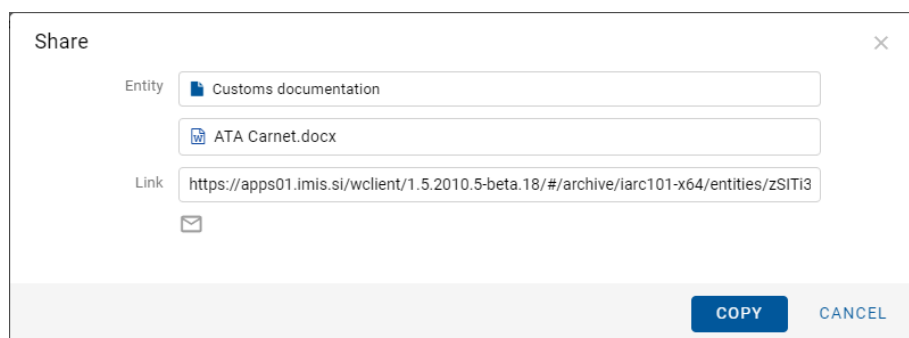 Share
Entity
Customs documentation
ATA Carnet.docx
Link
https://apps01.imis.si/wclient/1.5.2010.5-beta.18/#/archive/iarc101-x64/entities/zSITi3
COPY
CANCEL